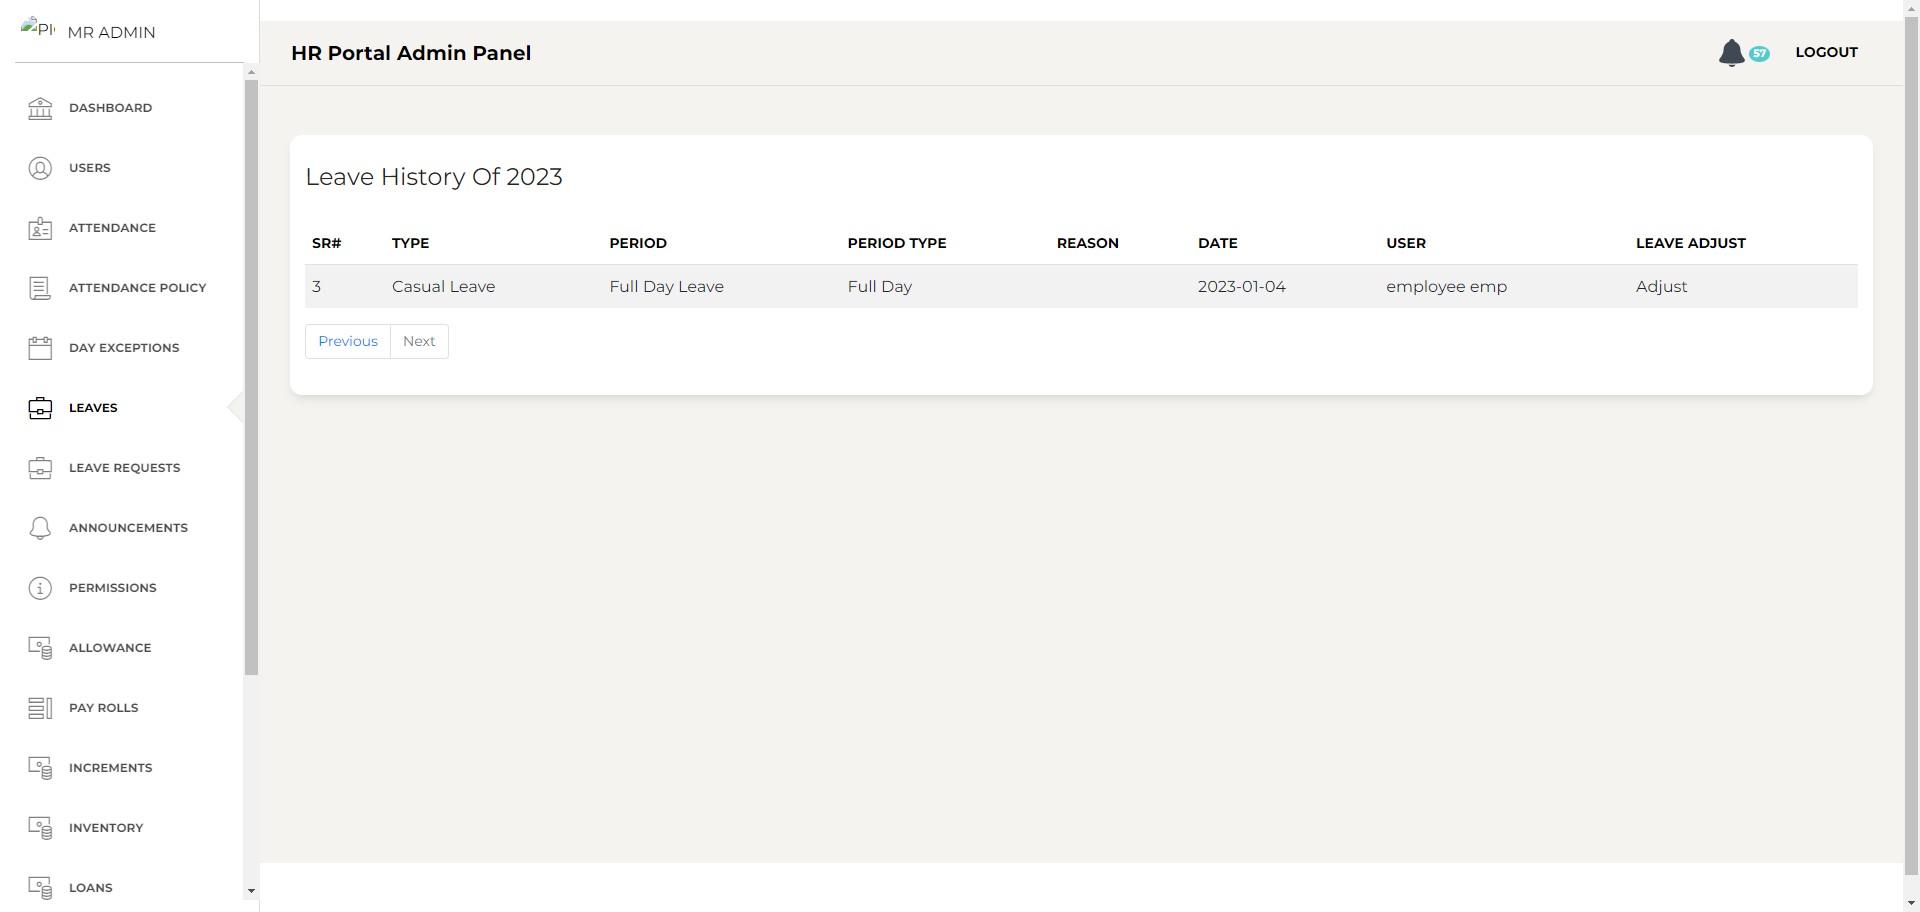 MR ADMIN
DASHBOARD
USERS
ATTENDANCE
ATTENDANCE POLICY
DAY EXCEPTIONS
LEAVES
LEAVE REQUESTS
ANNOUNCEMENTS
PERMISSIONS
ALLOWANCE
PAY ROLLS
INCREMENTS
INVENTORY
LOANS
HR Portal Admin Panel
57
LOGOUT
Leave History Of 2023
SR# TYPE PERIOD PERIOD TYPE REASON DATE USER LEAVE ADJUST
3 Casual Leave Full Day Leave Full Day 2023-01-04 employee emp Adjust
Previous Next